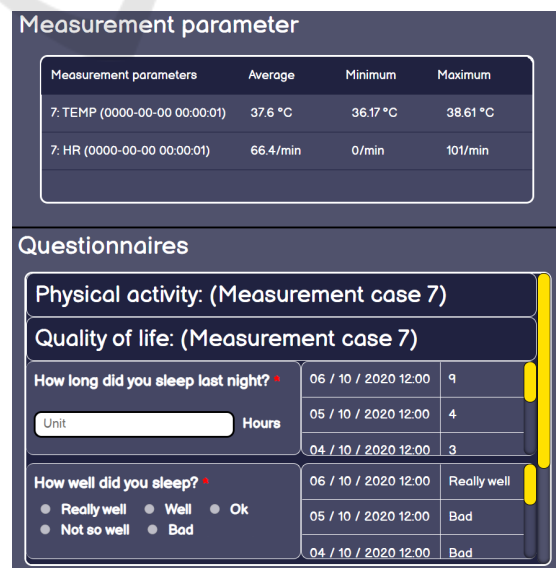 Measurement parameter
Measurement parameters Average Minimum Maximum
7: TEMP (0000-00-00 00:00:01) 37.6 °C 36.17 °C 38.61 °C
7: HR (0000-00-00 00:00:01) 66.4/min 0/min 101/min
Questionnaires
Physical activity: (Measurement case 7)
Quality of life: (Measurement case 7)
How long did you sleep last night? *
Unit Hours
06 / 10 / 2020 12:00 9
05 / 10 / 2020 12:00 4
04 / 10 / 2020 12:00 3
How well did you sleep? *
Really well Well Ok
Not so well Bad
06 / 10 / 2020 12:00 Really well
05 / 10 / 2020 12:00 Bad
04 / 10 / 2020 12:00 Bad